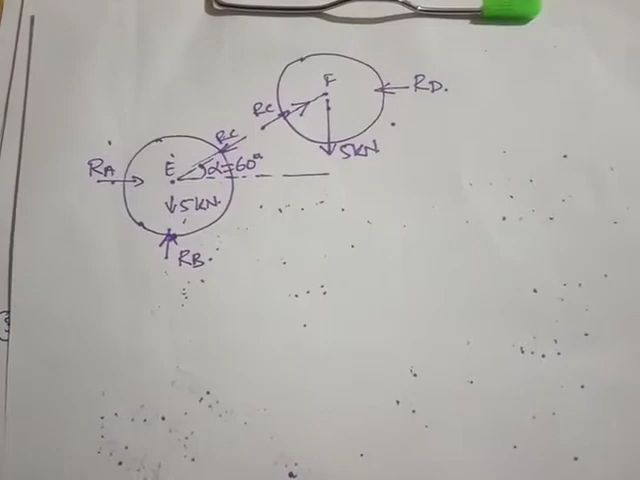 F
RD.
RC
5KN
RC
RA
E
α=60°
5KN.
RB.